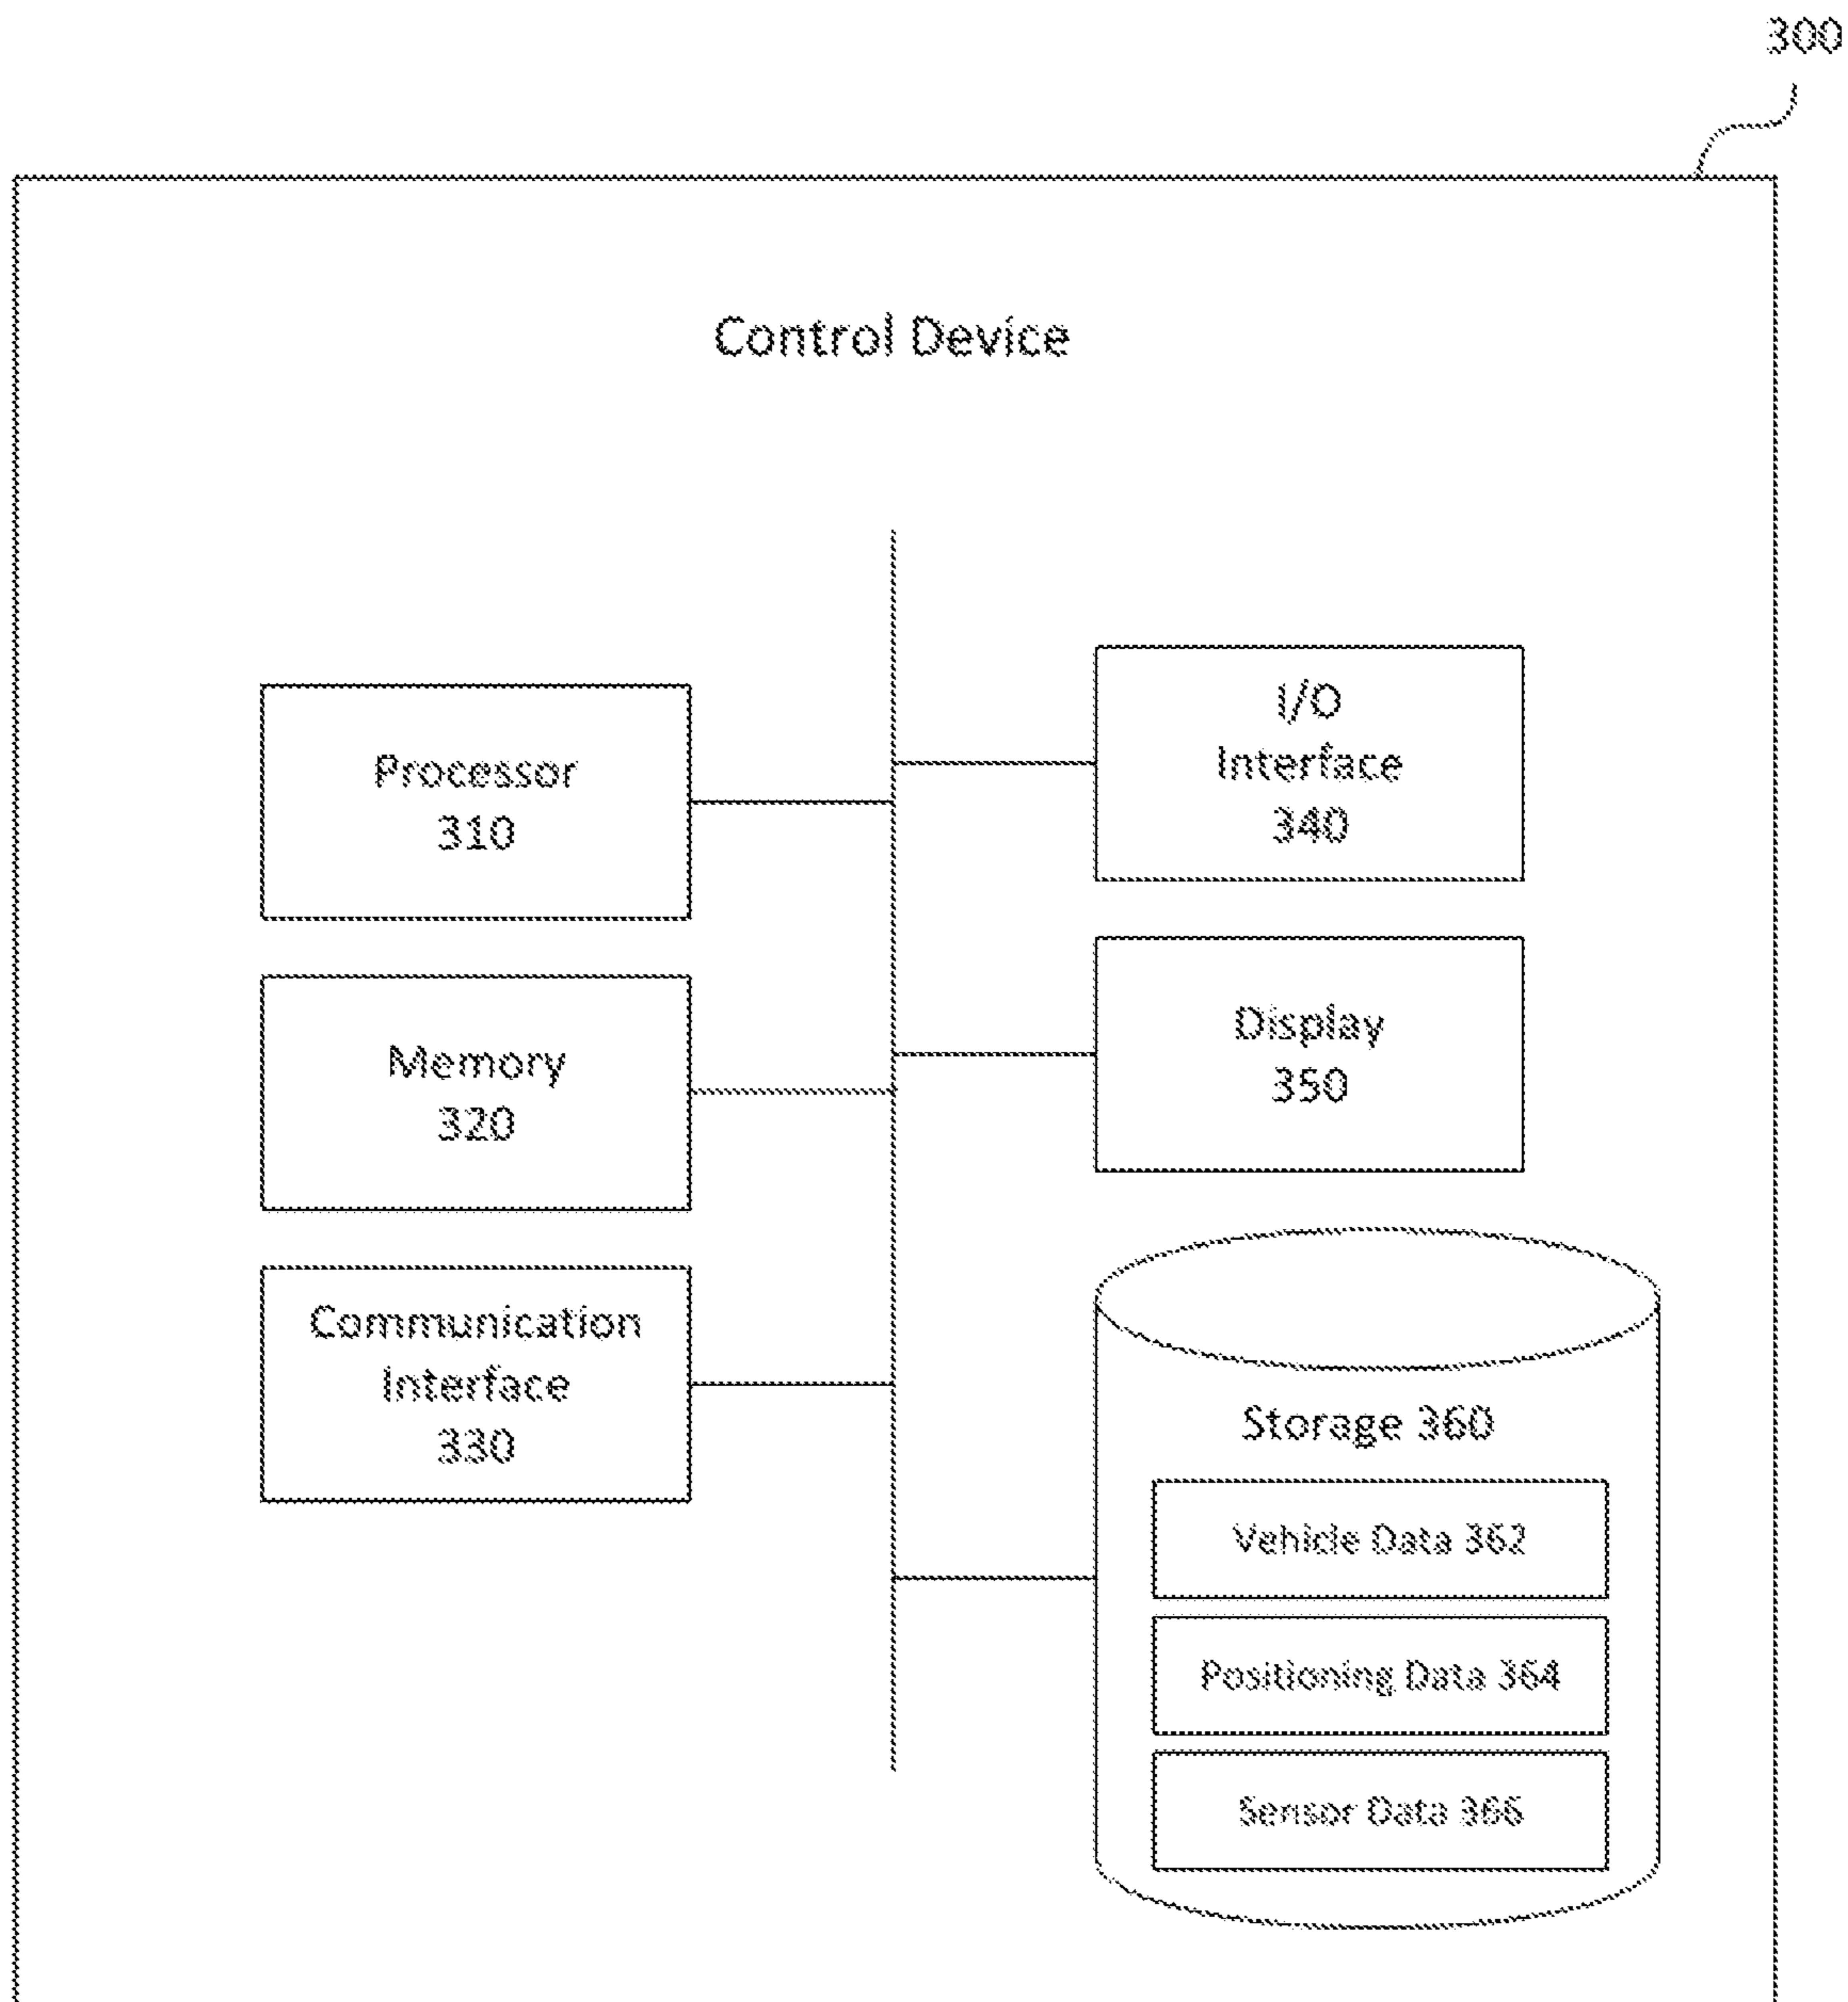 300
Control Device
Processor
310
Memory
320
Communication
Interface
330
I/O
Interface
340
Display
350
Storage 360
Vehicle Data 362
Positioning Data 364
Sensor Data 366